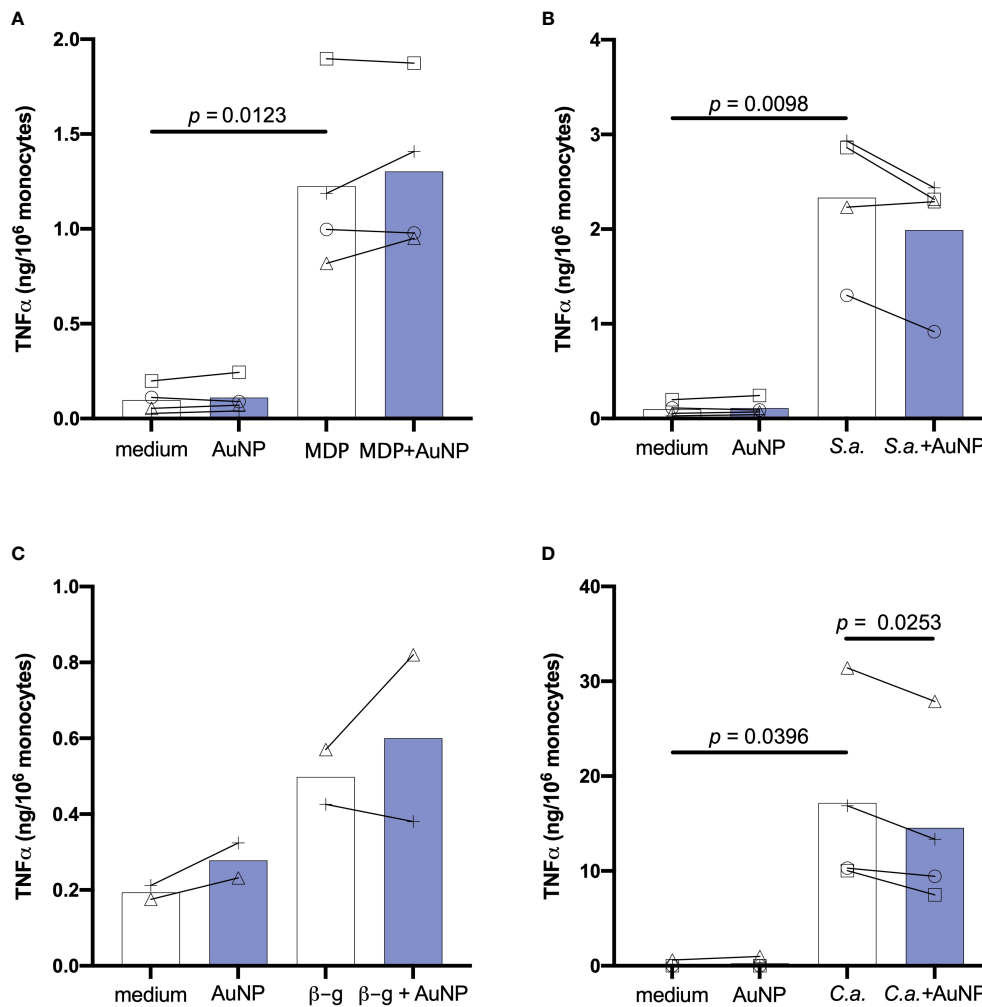 A
TNFα (ng/10⁶ monocytes)
2.0
1.5
1.0
0.5
0.0
p = 0.0123
medium AuNP MDP MDP+AuNP
B
TNFα (ng/10⁶ monocytes)
4
3
2
1
0
p = 0.0098
medium AuNP S.a. S.a.+AuNP
C
TNFα (ng/10⁶ monocytes)
1.0
0.8
0.6
0.4
0.2
0.0
medium AuNP β-g β-g + AuNP
D
TNFα (ng/10⁶ monocytes)
40
30
20
10
0
p = 0.0253
p = 0.0396
medium AuNP C.a. C.a.+AuNP